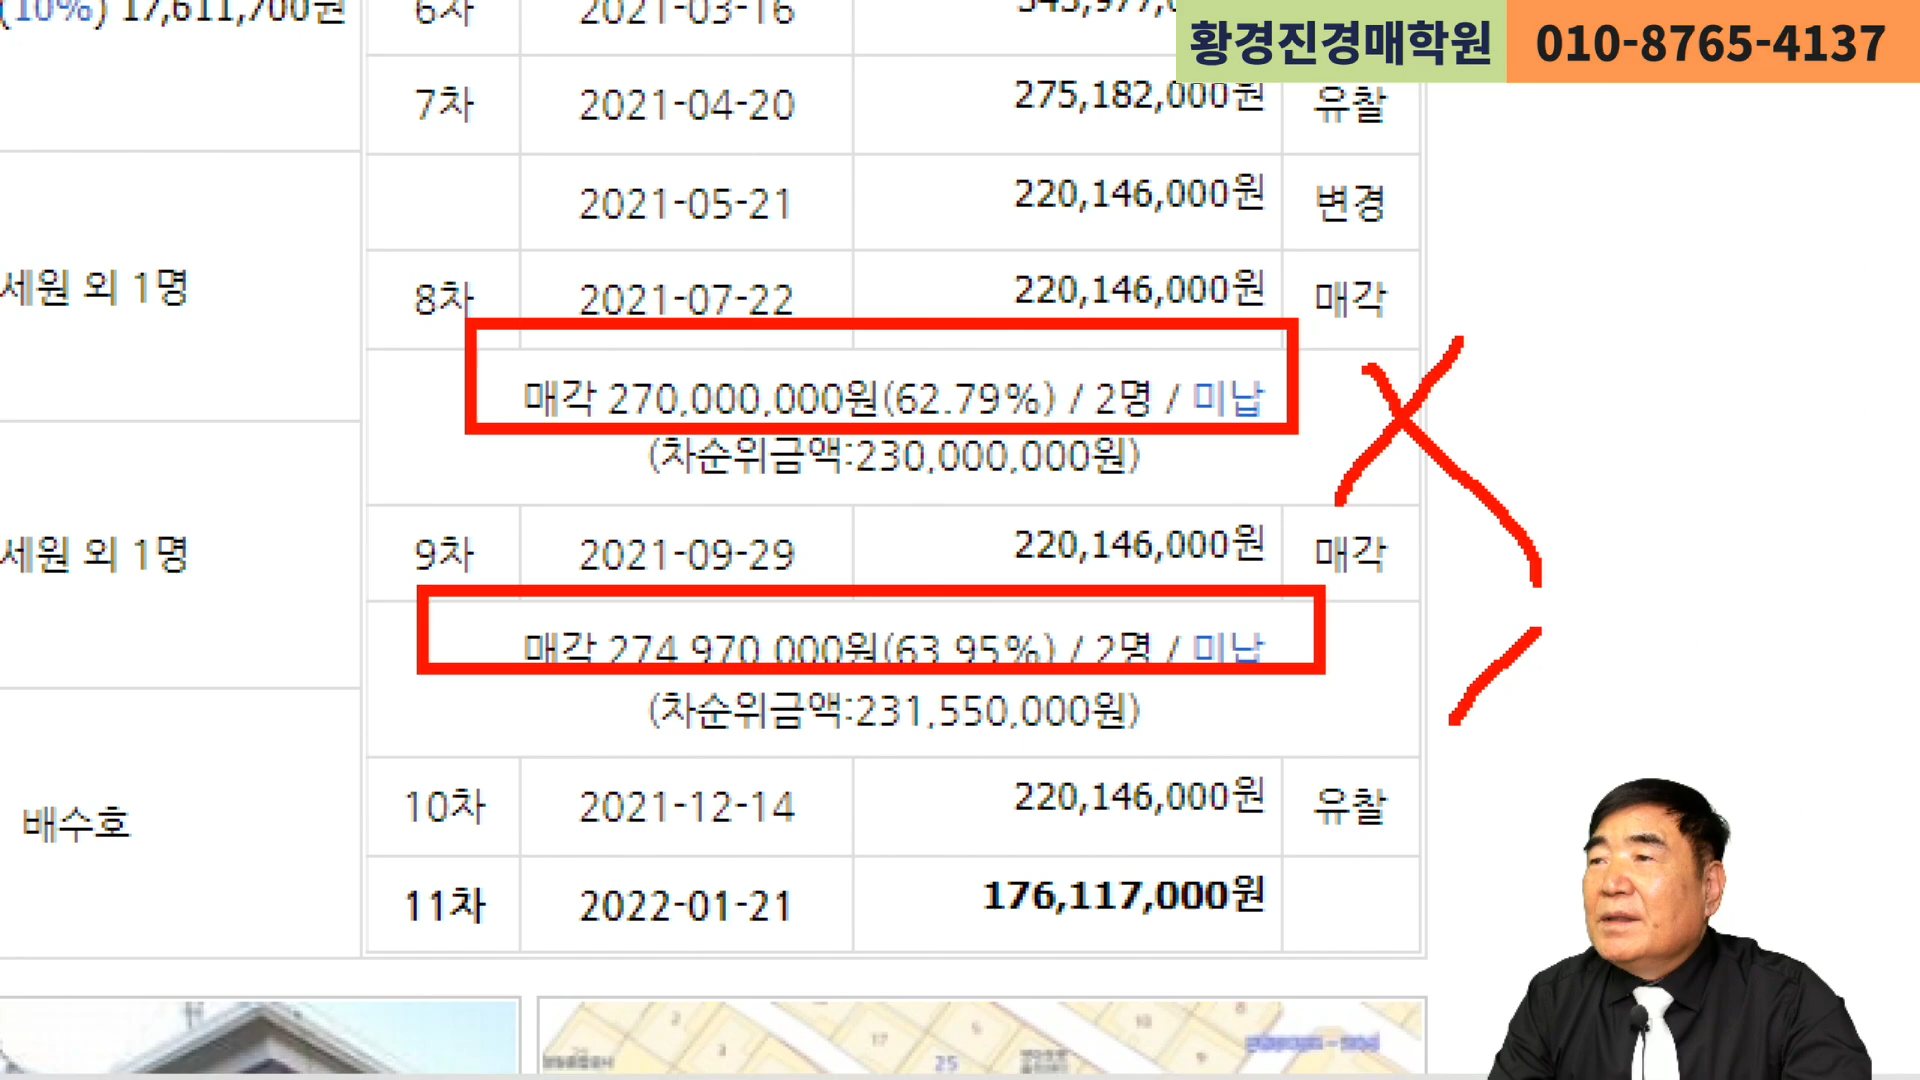 (10%) 17,611,700원
6차 2021-03-16
황경진경매학원 010-8765-4137
7차 2021-04-20 275,182,000원 유찰
2021-05-21 220,146,000원 변경
세원 외 1명
8차 2021-07-22 220,146,000원 매각
매각 270,000,000원(62.79%) / 2명 / 미납
(차순위금액:230,000,000원)
세원 외 1명
9차 2021-09-29 220,146,000원 매각
매각 274,970,000원(63.95%) / 2명 / 미납
(차순위금액:231,550,000원)
배수호
10차 2021-12-14 220,146,000원 유찰
11차 2022-01-21 176,117,000원
2
3
17
5
25
10
8
9